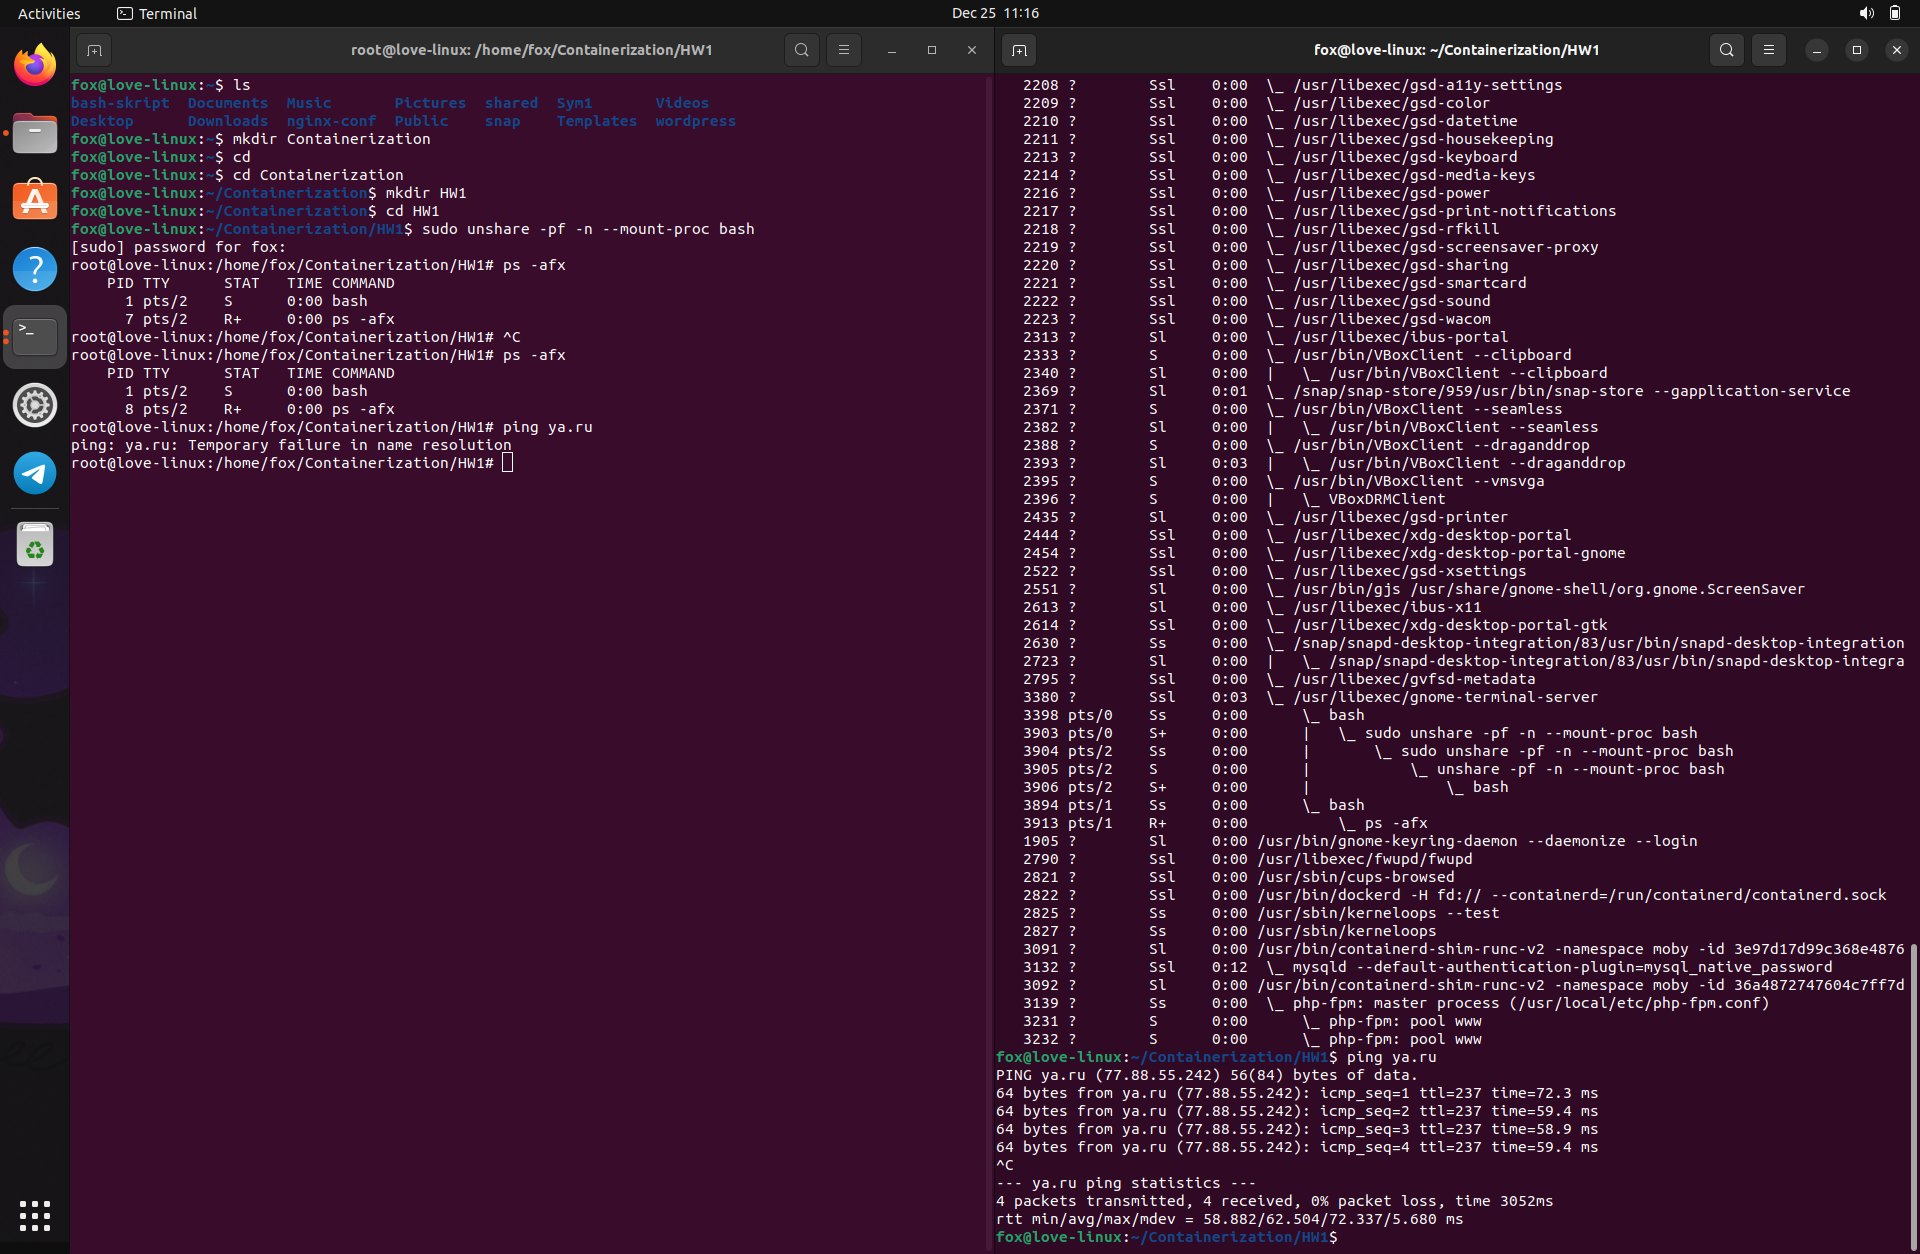 Activities Terminal Dec 25 11:16
root@love-linux: /home/fox/Containerization/HW1
fox@love-linux:~$ ls
bash-skript  Documents  Music       Pictures  shared  Sym1       Videos
Desktop      Downloads  nginx-conf  Public    snap    Templates  wordpress
fox@love-linux:~$ mkdir Containerization
fox@love-linux:~$ cd
fox@love-linux:~$ cd Containerization
fox@love-linux:~/Containerization$ mkdir HW1
fox@love-linux:~/Containerization$ cd HW1
fox@love-linux:~/Containerization/HW1$ sudo unshare -pf -n --mount-proc bash
[sudo] password for fox:
root@love-linux:/home/fox/Containerization/HW1# ps -afx
    PID TTY      STAT   TIME COMMAND
      1 pts/2    S      0:00 bash
      7 pts/2    R+     0:00 ps -afx
root@love-linux:/home/fox/Containerization/HW1# ^C
root@love-linux:/home/fox/Containerization/HW1# ps -afx
    PID TTY      STAT   TIME COMMAND
      1 pts/2    S      0:00 bash
      8 pts/2    R+     0:00 ps -afx
root@love-linux:/home/fox/Containerization/HW1# ping ya.ru
ping: ya.ru: Temporary failure in name resolution
root@love-linux:/home/fox/Containerization/HW1#
fox@love-linux: ~/Containerization/HW1
   2208 ?        Ssl    0:00  \_ /usr/libexec/gsd-a11y-settings
   2209 ?        Ssl    0:00  \_ /usr/libexec/gsd-color
   2210 ?        Ssl    0:00  \_ /usr/libexec/gsd-datetime
   2211 ?        Ssl    0:00  \_ /usr/libexec/gsd-housekeeping
   2213 ?        Ssl    0:00  \_ /usr/libexec/gsd-keyboard
   2214 ?        Ssl    0:00  \_ /usr/libexec/gsd-media-keys
   2216 ?        Ssl    0:00  \_ /usr/libexec/gsd-power
   2217 ?        Ssl    0:00  \_ /usr/libexec/gsd-print-notifications
   2218 ?        Ssl    0:00  \_ /usr/libexec/gsd-rfkill
   2219 ?        Ssl    0:00  \_ /usr/libexec/gsd-screensaver-proxy
   2220 ?        Ssl    0:00  \_ /usr/libexec/gsd-sharing
   2221 ?        Ssl    0:00  \_ /usr/libexec/gsd-smartcard
   2222 ?        Ssl    0:00  \_ /usr/libexec/gsd-sound
   2223 ?        Ssl    0:00  \_ /usr/libexec/gsd-wacom
   2313 ?        Sl     0:00  \_ /usr/libexec/ibus-portal
   2333 ?        S      0:00  \_ /usr/bin/VBoxClient --clipboard
   2340 ?        Sl     0:00  |   \_ /usr/bin/VBoxClient --clipboard
   2369 ?        Sl     0:01  \_ /snap/snap-store/959/usr/bin/snap-store --gapplication-service
   2371 ?        S      0:00  \_ /usr/bin/VBoxClient --seamless
   2382 ?        Sl     0:00  |   \_ /usr/bin/VBoxClient --seamless
   2388 ?        S      0:00  \_ /usr/bin/VBoxClient --draganddrop
   2393 ?        Sl     0:03  |   \_ /usr/bin/VBoxClient --draganddrop
   2395 ?        S      0:00  \_ /usr/bin/VBoxClient --vmsvga
   2396 ?        S      0:00  |   \_ VBoxDRMClient
   2435 ?        Sl     0:00  \_ /usr/libexec/gsd-printer
   2444 ?        Ssl    0:00  \_ /usr/libexec/xdg-desktop-portal
   2454 ?        Ssl    0:00  \_ /usr/libexec/xdg-desktop-portal-gnome
   2522 ?        Ssl    0:00  \_ /usr/libexec/gsd-xsettings
   2551 ?        Sl     0:00  \_ /usr/bin/gjs /usr/share/gnome-shell/org.gnome.ScreenSaver
   2613 ?        Sl     0:00  \_ /usr/libexec/ibus-x11
   2614 ?        Ssl    0:00  \_ /usr/libexec/xdg-desktop-portal-gtk
   2630 ?        Ss     0:00  \_ /snap/snapd-desktop-integration/83/usr/bin/snapd-desktop-integration
   2723 ?        Sl     0:00  |   \_ /snap/snapd-desktop-integration/83/usr/bin/snapd-desktop-integra
   2795 ?        Ssl    0:00  \_ /usr/libexec/gvfsd-metadata
   3380 ?        Ssl    0:03  \_ /usr/libexec/gnome-terminal-server
   3398 pts/0    Ss     0:00      \_ bash
   3903 pts/0    S+     0:00      |   \_ sudo unshare -pf -n --mount-proc bash
   3904 pts/2    Ss     0:00      |       \_ sudo unshare -pf -n --mount-proc bash
   3905 pts/2    S      0:00      |           \_ unshare -pf -n --mount-proc bash
   3906 pts/2    S+     0:00      |               \_ bash
   3894 pts/1    Ss     0:00      \_ bash
   3913 pts/1    R+     0:00          \_ ps -afx
   1905 ?        Sl     0:00 /usr/bin/gnome-keyring-daemon --daemonize --login
   2790 ?        Ssl    0:00 /usr/libexec/fwupd/fwupd
   2821 ?        Ssl    0:00 /usr/sbin/cups-browsed
   2822 ?        Ssl    0:00 /usr/bin/dockerd -H fd:// --containerd=/run/containerd/containerd.sock
   2825 ?        Ss     0:00 /usr/sbin/kerneloops --test
   2827 ?        Ss     0:00 /usr/sbin/kerneloops
   3091 ?        Sl     0:00 /usr/bin/containerd-shim-runc-v2 -namespace moby -id 3e97d17d99c368e4876
   3132 ?        Ssl    0:12  \_ mysqld --default-authentication-plugin=mysql_native_password
   3092 ?        Sl     0:00 /usr/bin/containerd-shim-runc-v2 -namespace moby -id 36a4872747604c7ff7d
   3139 ?        Ss     0:00  \_ php-fpm: master process (/usr/local/etc/php-fpm.conf)
   3231 ?        S      0:00      \_ php-fpm: pool www
   3232 ?        S      0:00      \_ php-fpm: pool www
fox@love-linux:~/Containerization/HW1$ ping ya.ru
PING ya.ru (77.88.55.242) 56(84) bytes of data.
64 bytes from ya.ru (77.88.55.242): icmp_seq=1 ttl=237 time=72.3 ms
64 bytes from ya.ru (77.88.55.242): icmp_seq=2 ttl=237 time=59.4 ms
64 bytes from ya.ru (77.88.55.242): icmp_seq=3 ttl=237 time=58.9 ms
64 bytes from ya.ru (77.88.55.242): icmp_seq=4 ttl=237 time=59.4 ms
^C
--- ya.ru ping statistics ---
4 packets transmitted, 4 received, 0% packet loss, time 3052ms
rtt min/avg/max/mdev = 58.882/62.504/72.337/5.680 ms
fox@love-linux:~/Containerization/HW1$